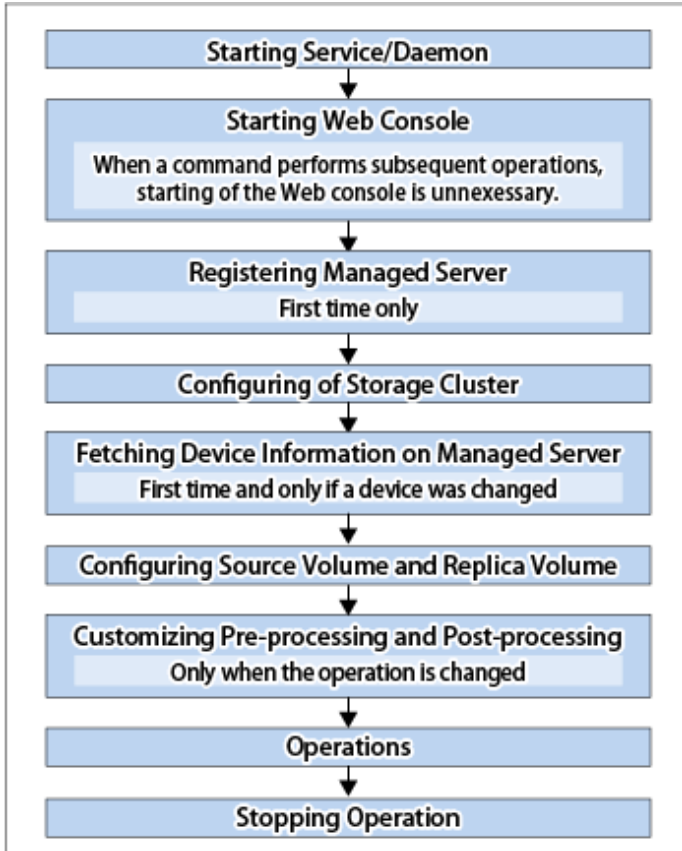 Starting Service/Daemon
Starting Web Console
When a command performs subsequent operations,
starting of the Web console is unnexessary.
Registering Managed Server
First time only
Configuring of Storage Cluster
Fetching Device Information on Managed Server
First time and only if a device was changed
Configuring Source Volume and Replica Volume
Customizing Pre-processing and Post-processing
Only when the operation is changed
Operations
Stopping Operation